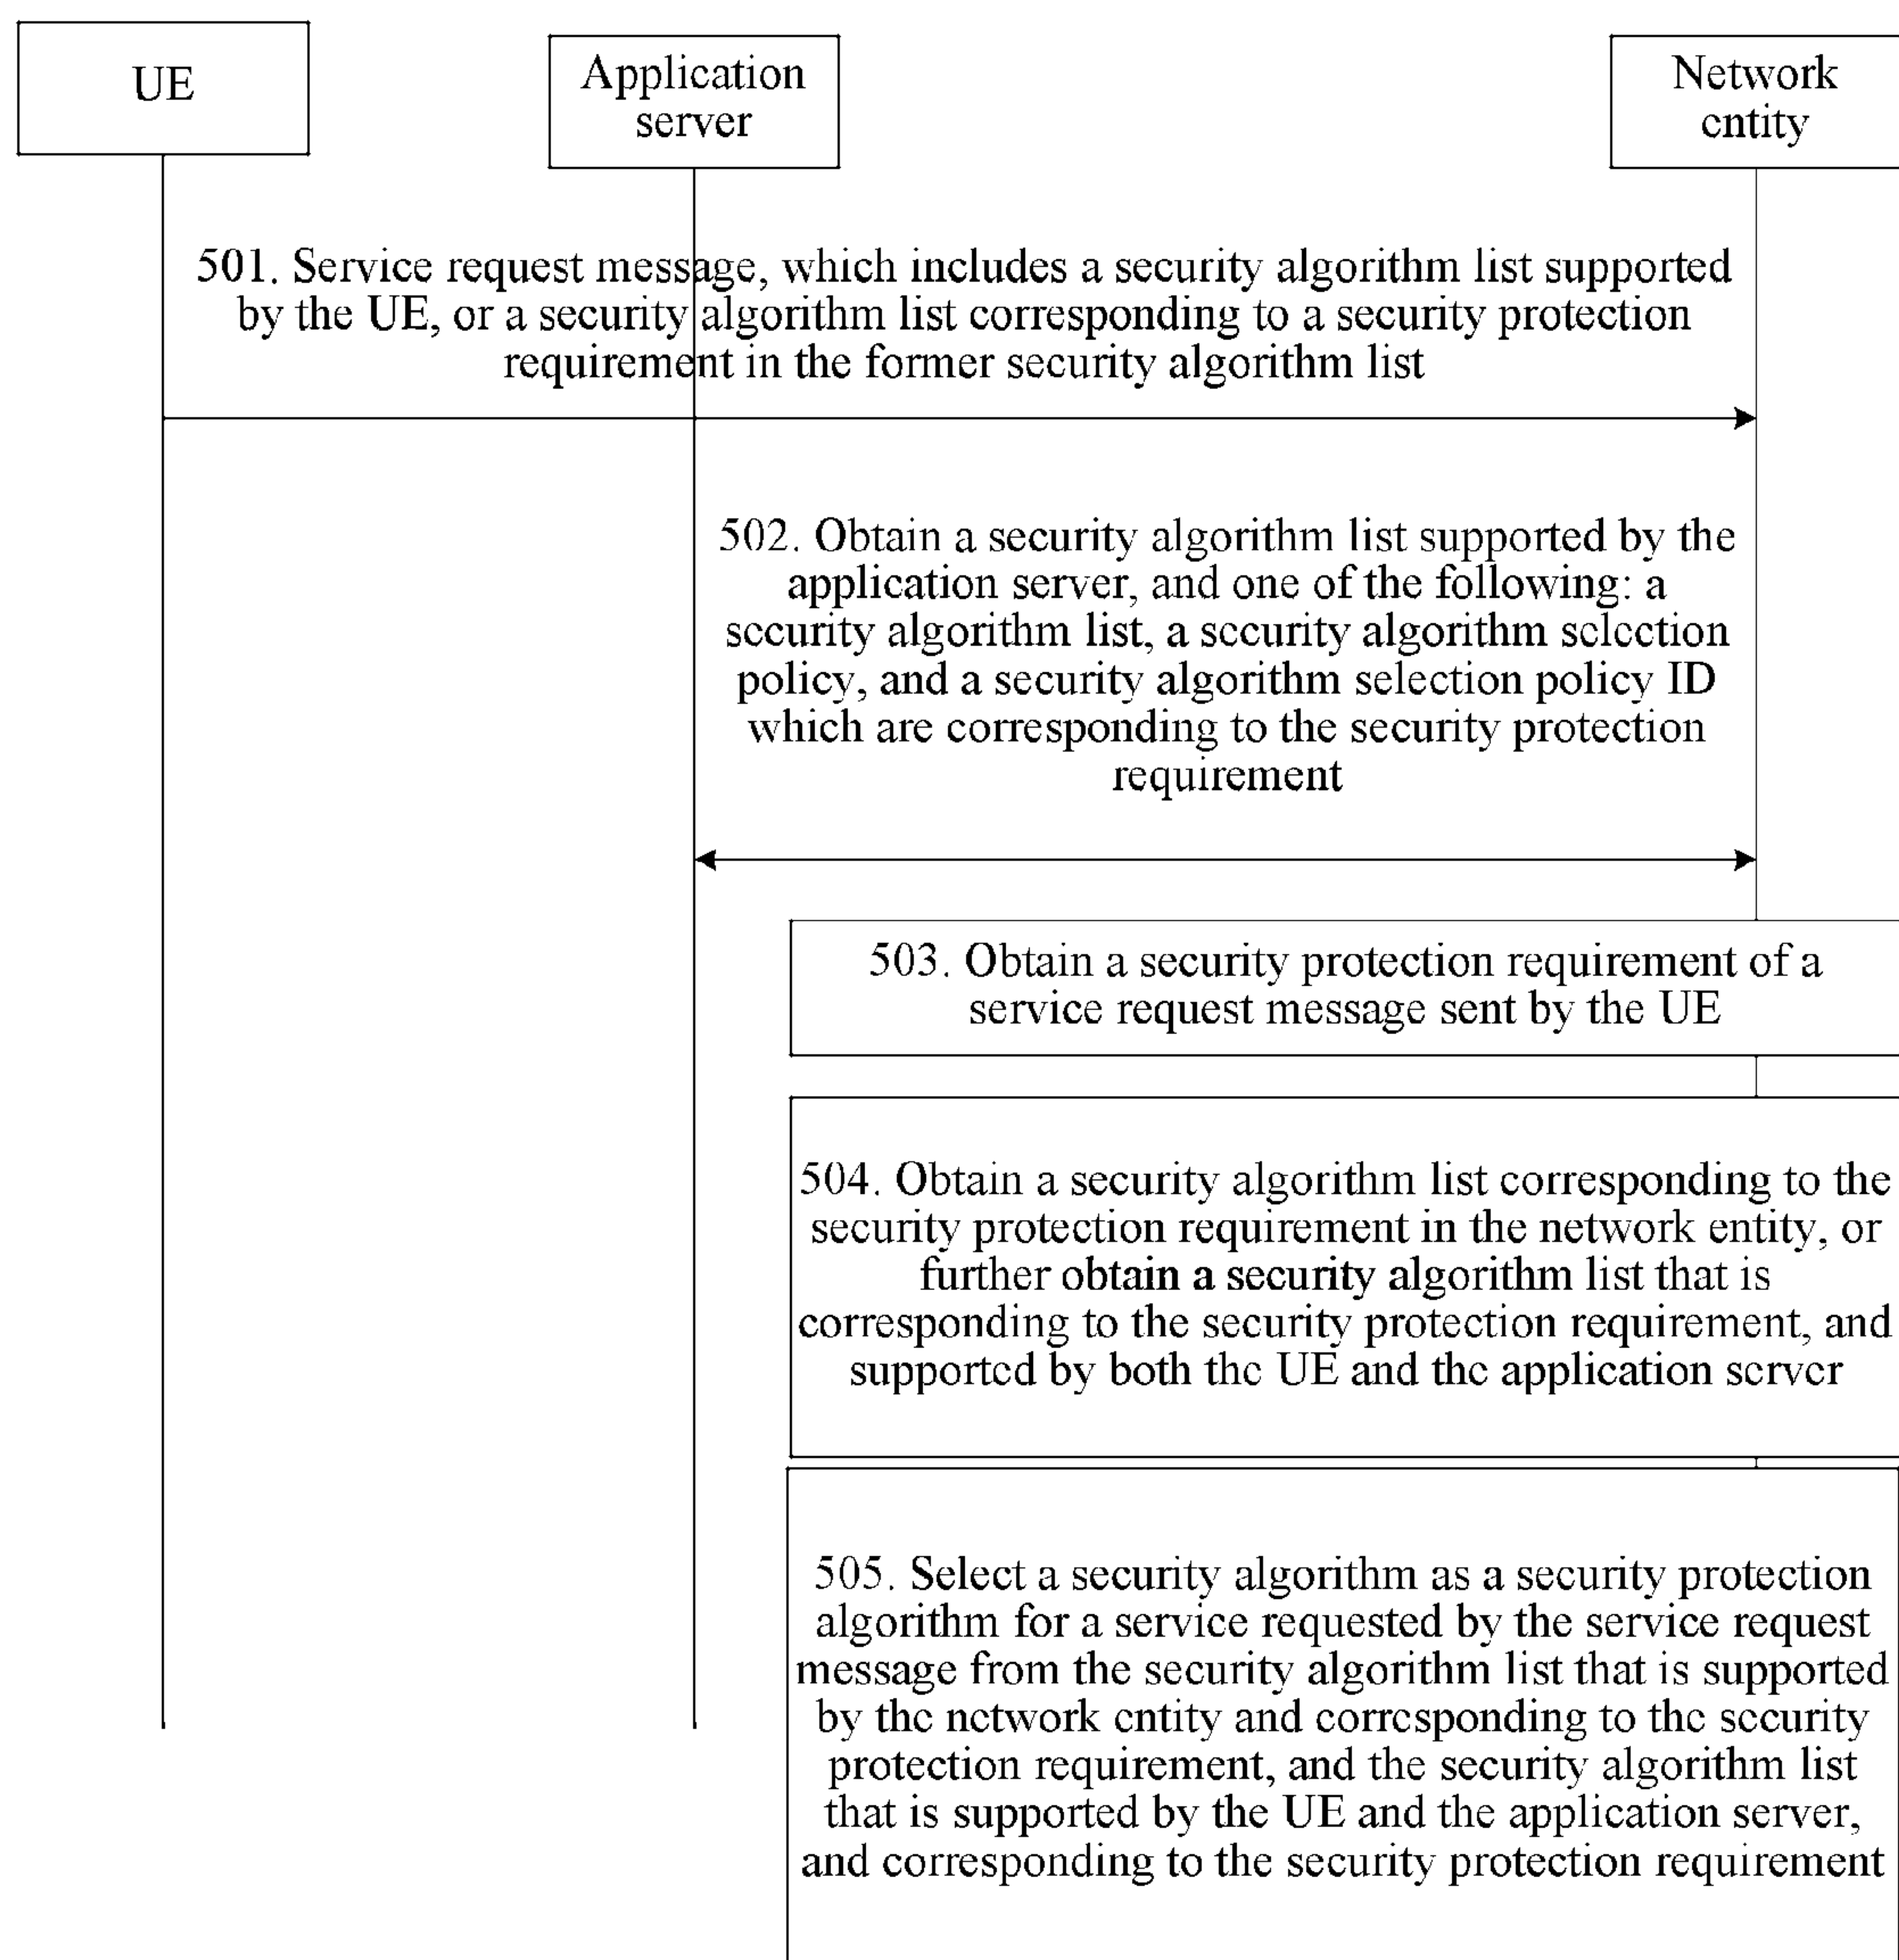 UE
Application
server
Network
entity
501. Service request message, which includes a security algorithm list supported
by the UE, or a security algorithm list corresponding to a security protection
requirement in the former security algorithm list
502. Obtain a security algorithm list supported by the
application server, and one of the following: a
security algorithm list, a security algorithm selection
policy, and a security algorithm selection policy ID
which are corresponding to the security protection
requirement
503. Obtain a security protection requirement of a
service request message sent by the UE
504. Obtain a security algorithm list corresponding to the
security protection requirement in the network entity, or
further obtain a security algorithm list that is
corresponding to the security protection requirement, and
supported by both the UE and the application server
505. Select a security algorithm as a security protection
algorithm for a service requested by the service request
message from the security algorithm list that is supported
by the network entity and corresponding to the security
protection requirement, and the security algorithm list
that is supported by the UE and the application server,
and corresponding to the security protection requirement